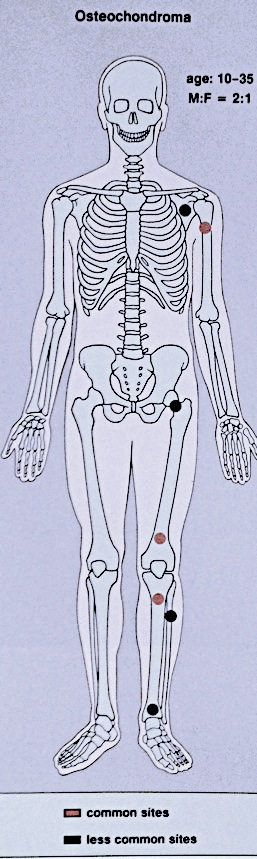 Osteochondroma
age: 10–35
M:F = 2:1
common sites
less common sites